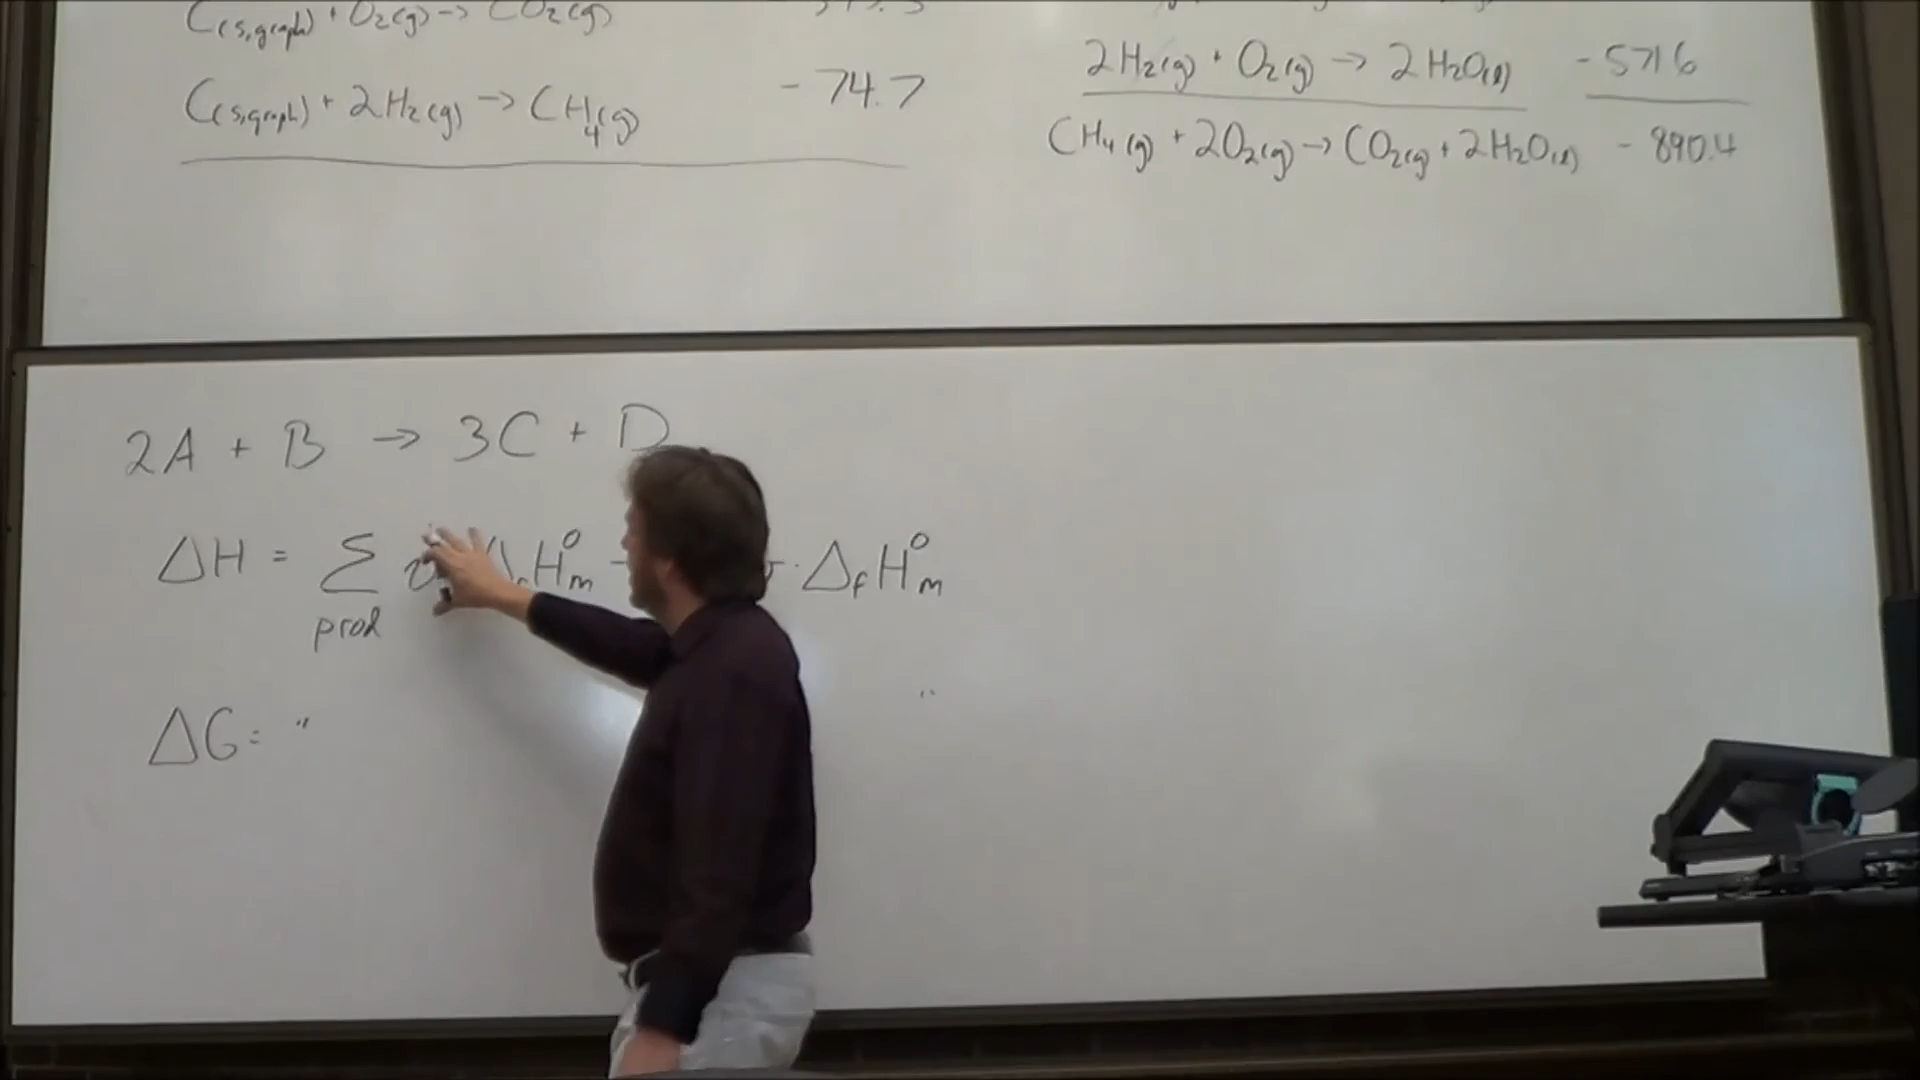 C(s,graph) + O₂(g) → CO₂(g)
C(s,graph) + 2H₂(g) → CH₄(g) - 74.7
2H₂(g) + O₂(g) → 2H₂O(l) - 571.6
CH₄(g) + 2O₂(g) → CO₂(g) + 2H₂O(l) - 890.4
2A + B → 3C + D
ΔH = Σ H°m - · ΔfH°m
prod
ΔG = " "